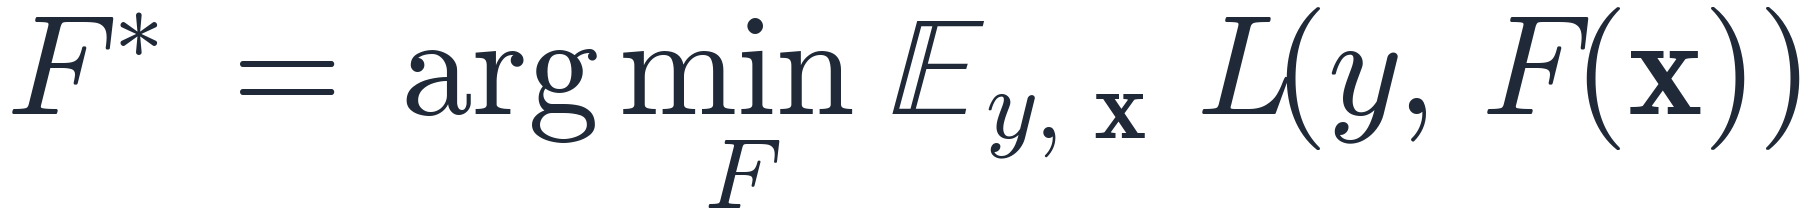 F* = arg min_F 𝔼_{y, 𝐱} L(y, F(𝐱))